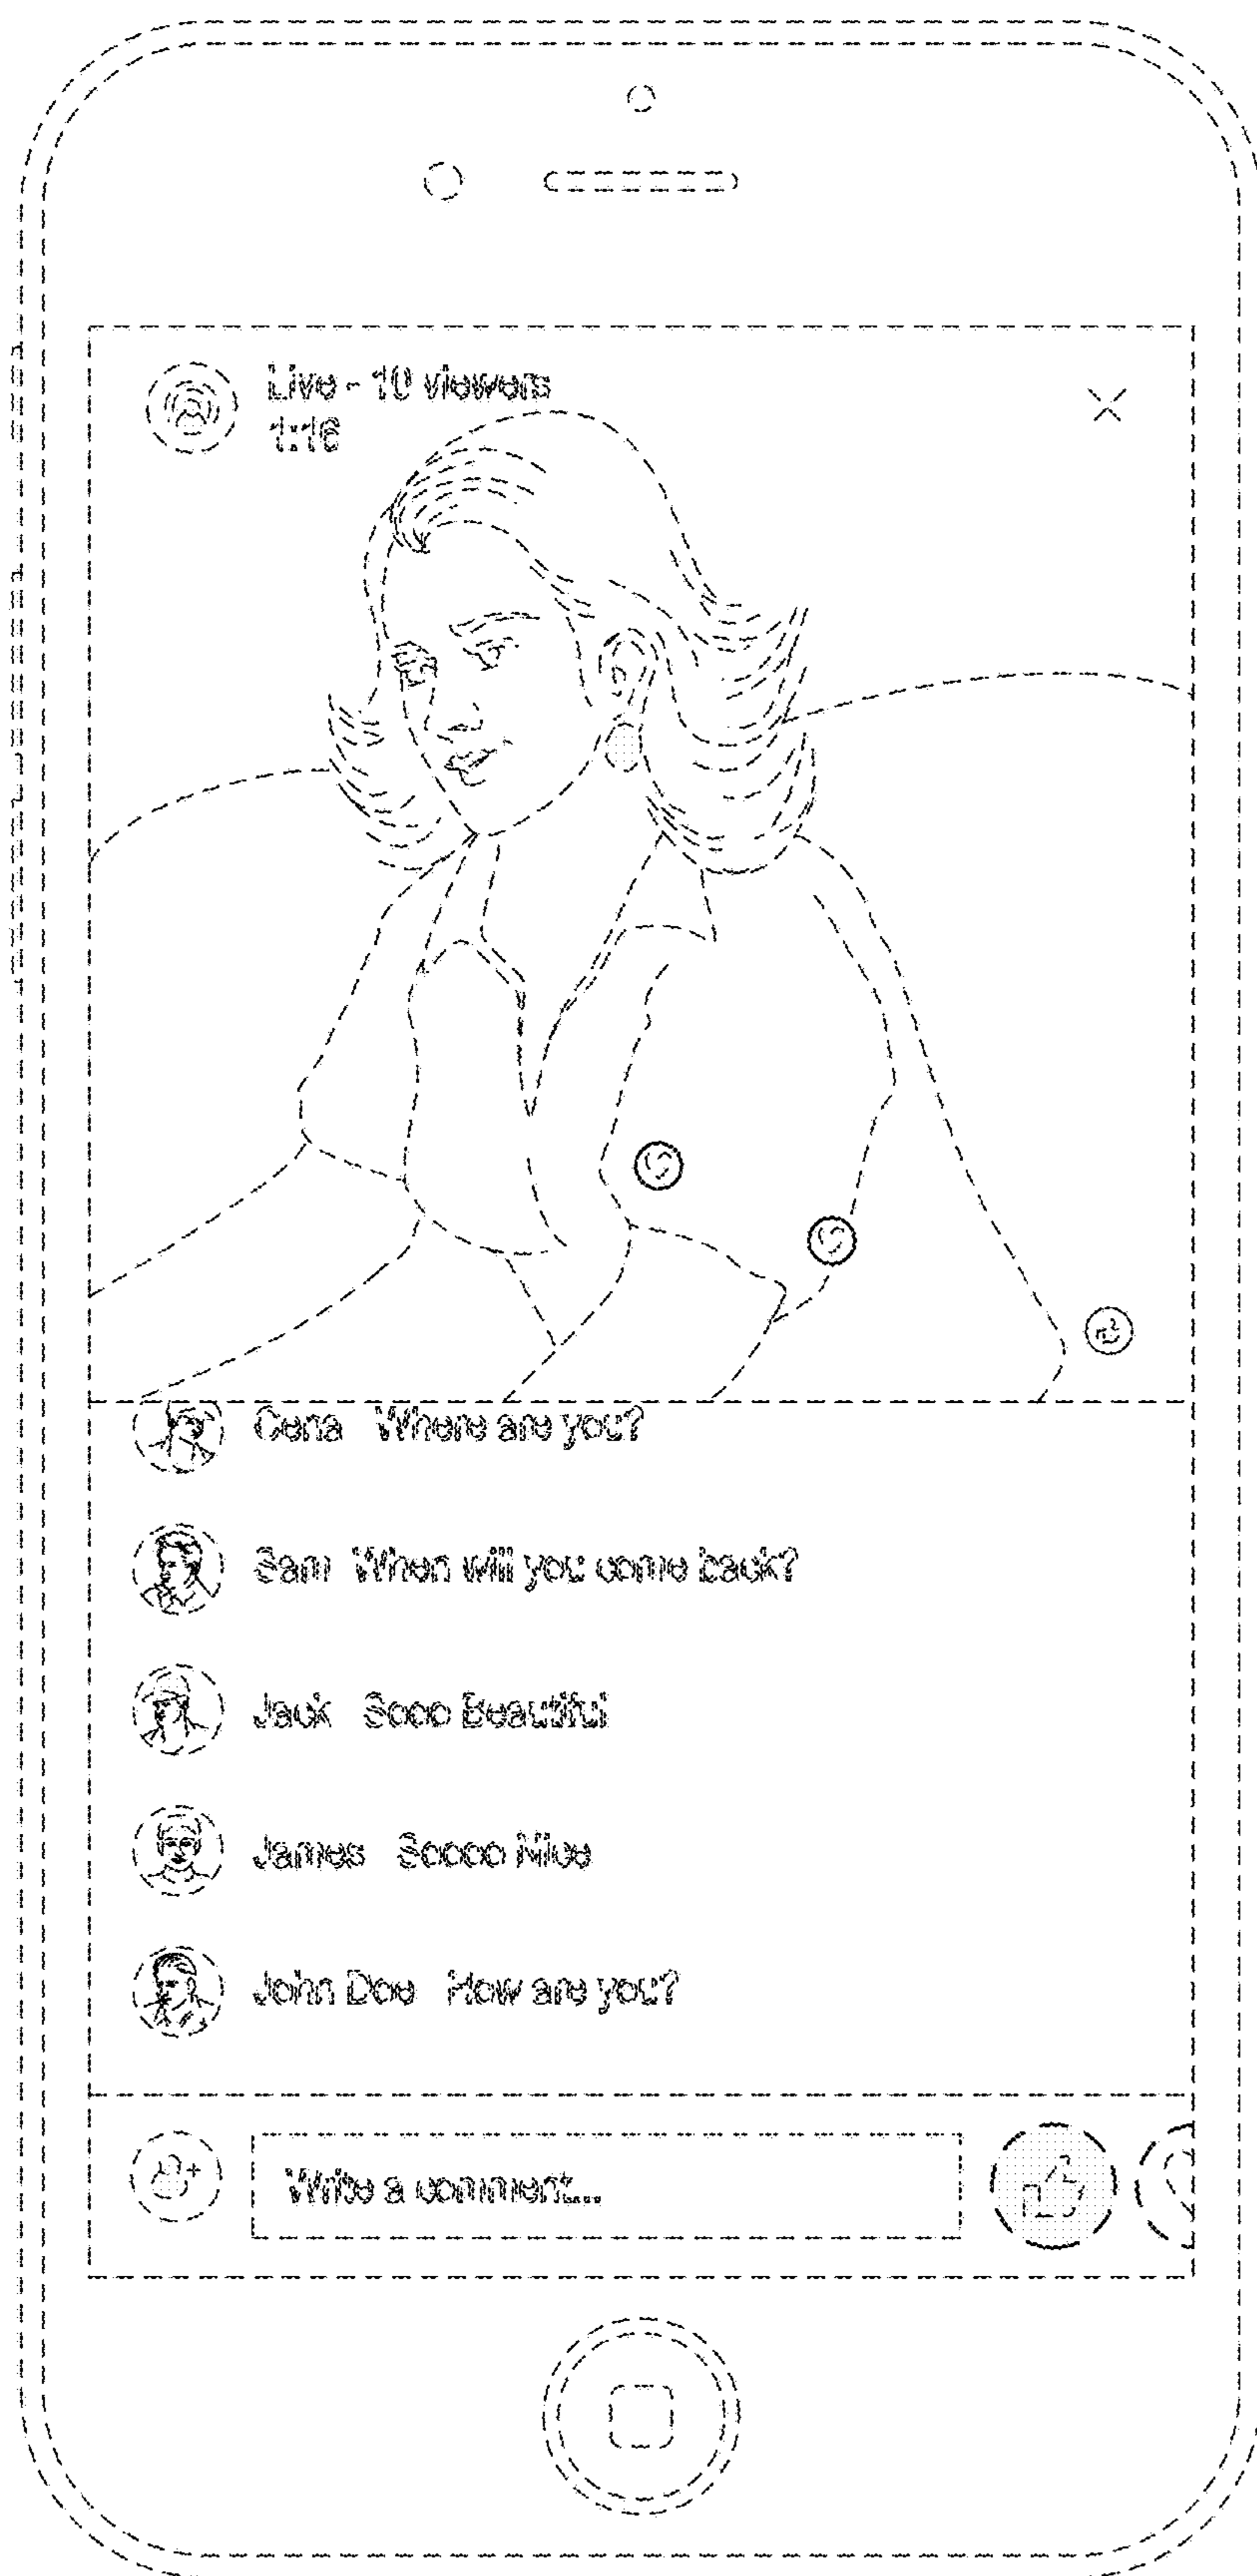 Live - 10 viewers
1:16
Cena Where are you?
Sam When will you come back?
Jack Sooo Beautiful
James Soooo Nice
John Doe How are you?
Write a comment...